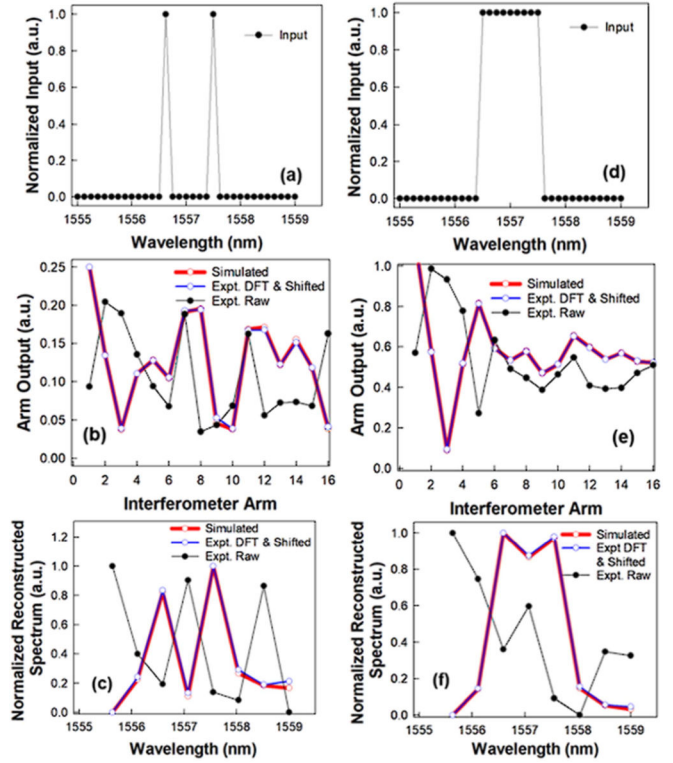 Normalized Input (a.u.)
1.0
0.8
0.6
0.4
0.2
0.0
Input
(a)
1555 1556 1557 1558 1559
Wavelength (nm)
Normalized Input (a.u.)
1.0
0.8
0.6
0.4
0.2
0.0
Input
(d)
1555 1556 1557 1558 1559
Wavelength (nm)
Arm Output (a.u.)
0.25
0.20
0.15
0.10
0.05
0.00
Simulated
Expt. DFT & Shifted
Expt. Raw
(b)
0 2 4 6 8 10 12 14 16
Interferometer Arm
Arm Output (a.u.)
1.0
0.8
0.6
0.4
0.2
0.0
Simulated
Expt. DFT & Shifted
Expt. Raw
(e)
0 2 4 6 8 10 12 14 16
Interferometer Arm
Normalized Reconstructed
Spectrum (a.u.)
1.2
1.0
0.8
0.6
0.4
0.2
0.0
Simulated
Expt. DFT & Shifted
Expt. Raw
(c)
1555 1556 1557 1558 1559
Wavelength (nm)
Normalized Reconstructed
Spectrum (a.u.)
1.0
0.8
0.6
0.4
0.2
0.0
Simulated
Expt DFT
& Shifted
Expt. Raw
(f)
1555 1556 1557 1558 1559
Wavelength (nm)